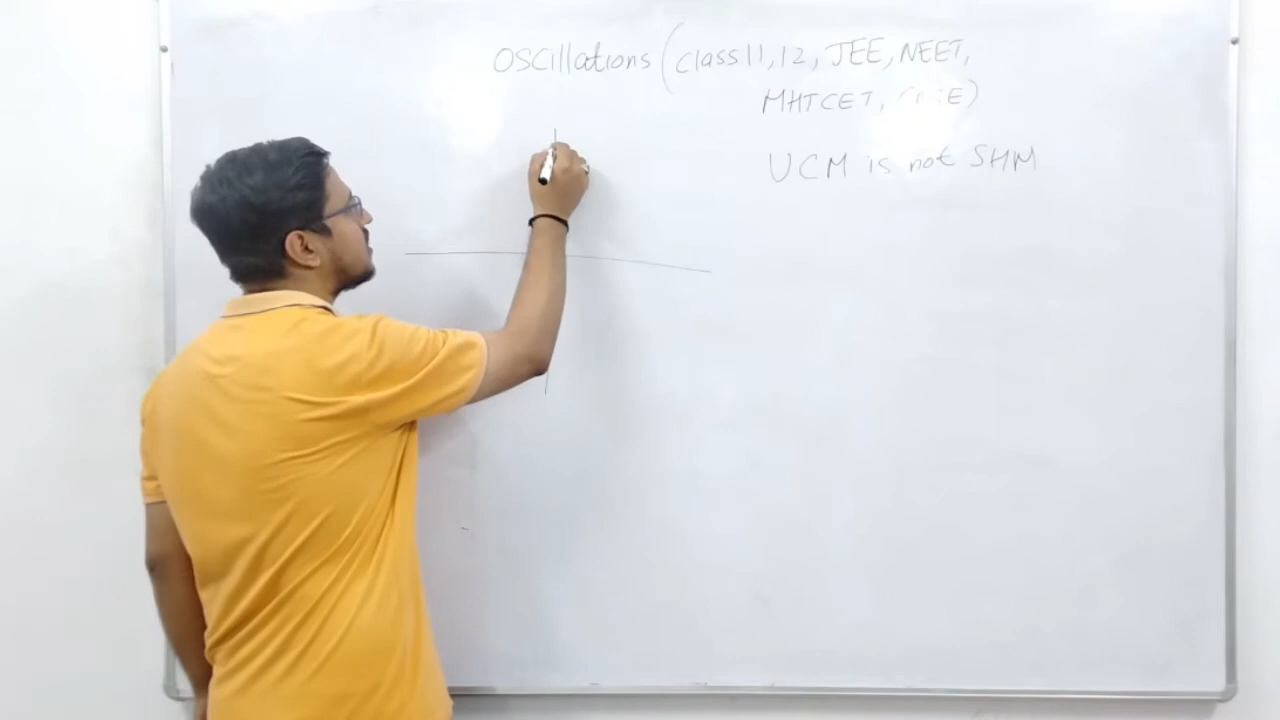 Oscillations (class 11, 12, JEE, NEET,
MHTCET,
UCM is not SHM